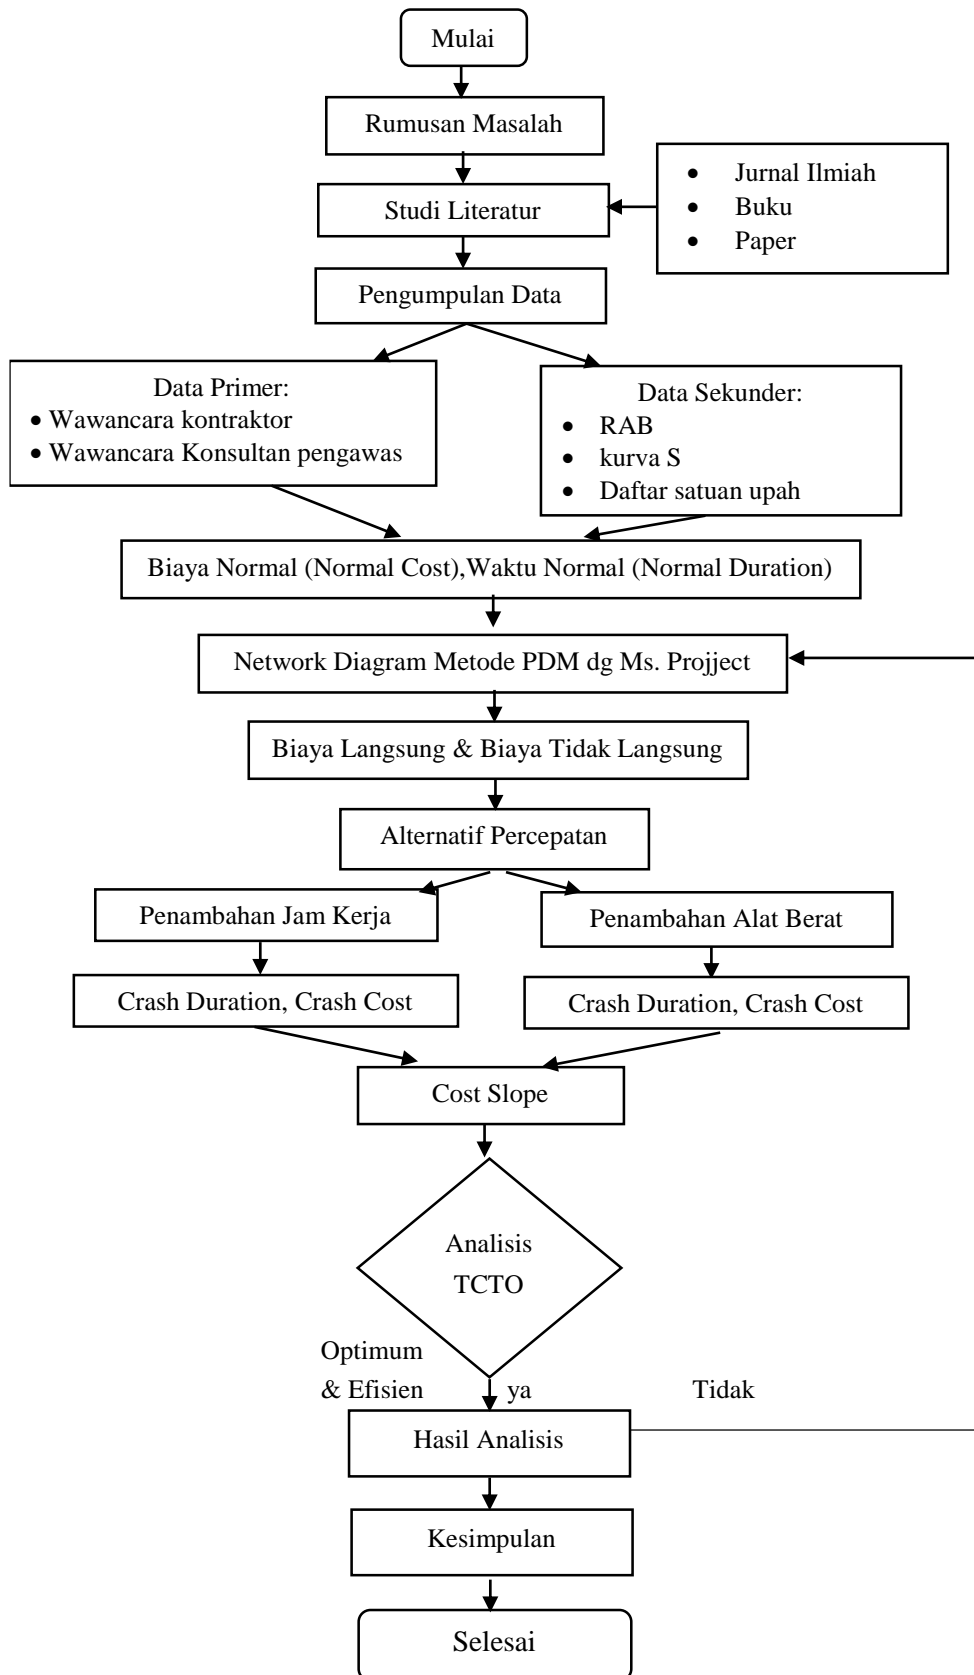 Mulai
Rumusan Masalah
• Jurnal Ilmiah
• Buku
• Paper
Studi Literatur
Pengumpulan Data
Data Primer:
• Wawancara kontraktor
• Wawancara Konsultan pengawas
Data Sekunder:
• RAB
• kurva S
• Daftar satuan upah
Biaya Normal (Normal Cost),Waktu Normal (Normal Duration)
Network Diagram Metode PDM dg Ms. Projject
Biaya Langsung & Biaya Tidak Langsung
Alternatif Percepatan
Penambahan Jam Kerja
Penambahan Alat Berat
Crash Duration, Crash Cost
Crash Duration, Crash Cost
Cost Slope
Analisis
TCTO
Optimum
& Efisien
ya
Tidak
Hasil Analisis
Kesimpulan
Selesai